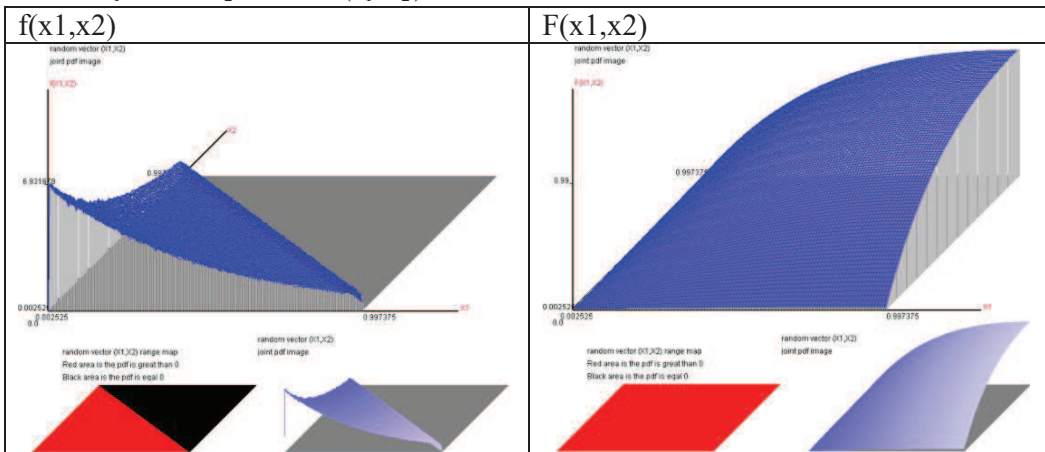 f(x1,x2)
random vector (X1,X2)
joint pdf image
f(X1,X2)
X2
0.99
6.931679
0.00252
0.0
0.002525
0.997375
X1
random vector (X1,X2) range map
Red area is the pdf is great than 0
Black area is the pdf is eqal 0
random vector (X1,X2)
joint pdf image
F(x1,x2)
random vector (X1,X2)
joint pdf image
F(X1,X2)
0.997375
0.99
0.00252
0.0
0.002525
0.997375
X1
random vector (X1,X2) range map
Red area is the pdf is great than 0
Black area is the pdf is eqal 0
random vector (X1,X2)
joint pdf image